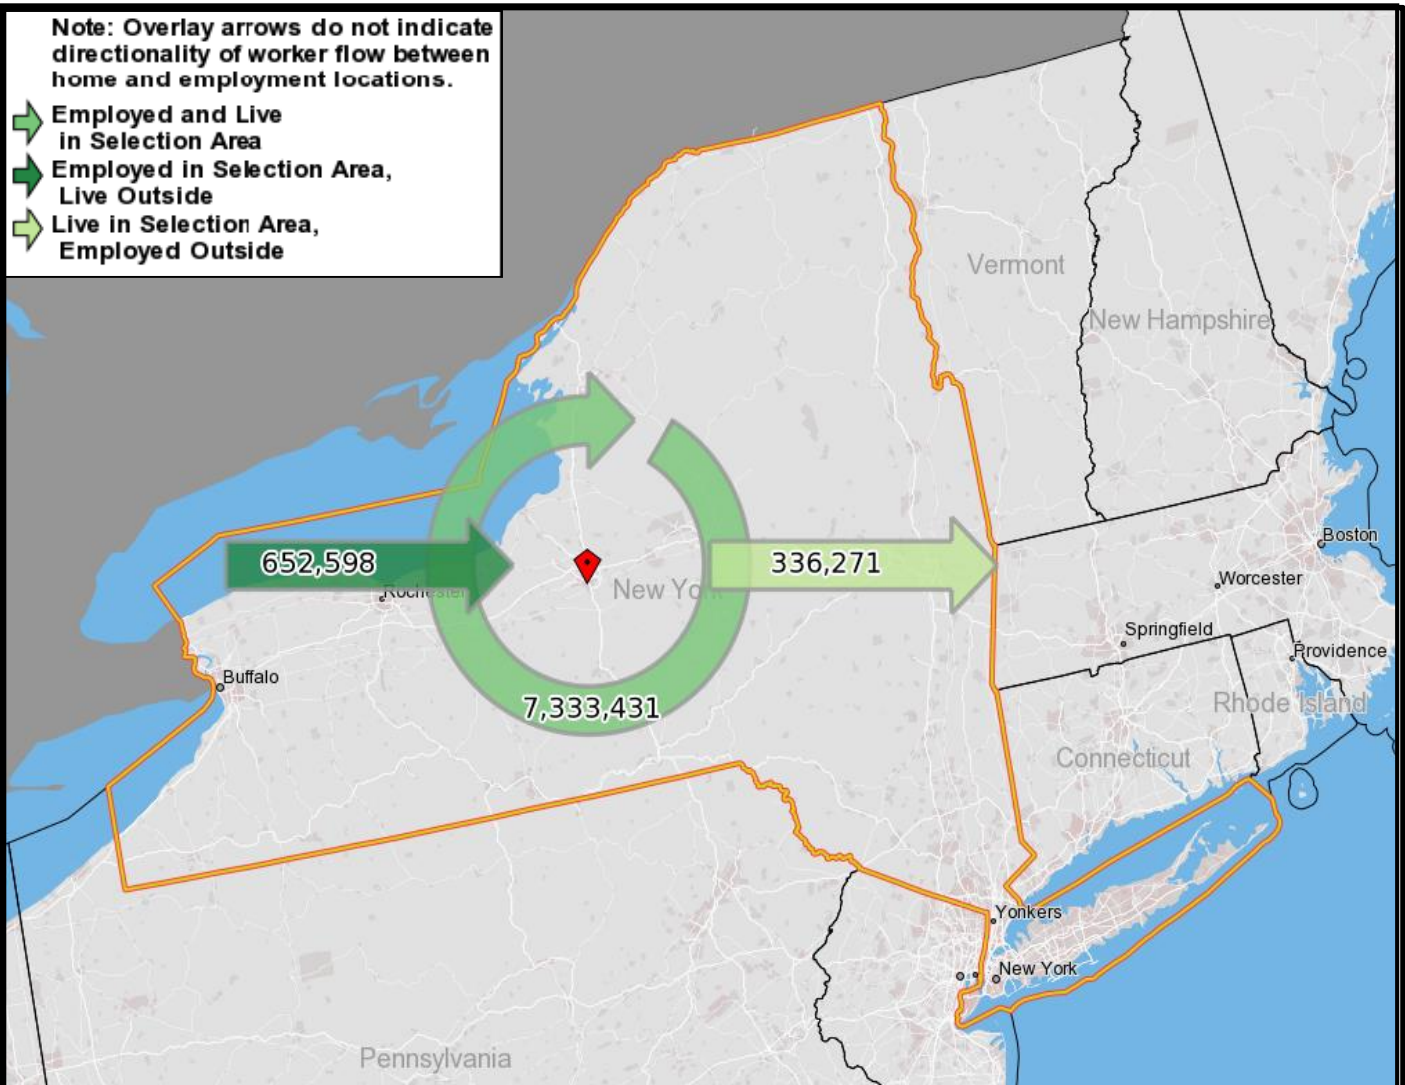 Note: Overlay arrows do not indicate
directionality of worker flow between
home and employment locations.
Employed and Live
in Selection Area
Employed in Selection Area,
Live Outside
Live in Selection Area,
Employed Outside
Vermont
New Hampshire
652,598
336,271
Boston
Rochester
New York
Worcester
Springfield
Providence
Buffalo
7,333,431
Rhode Island
Connecticut
Yonkers
New York
Pennsylvania